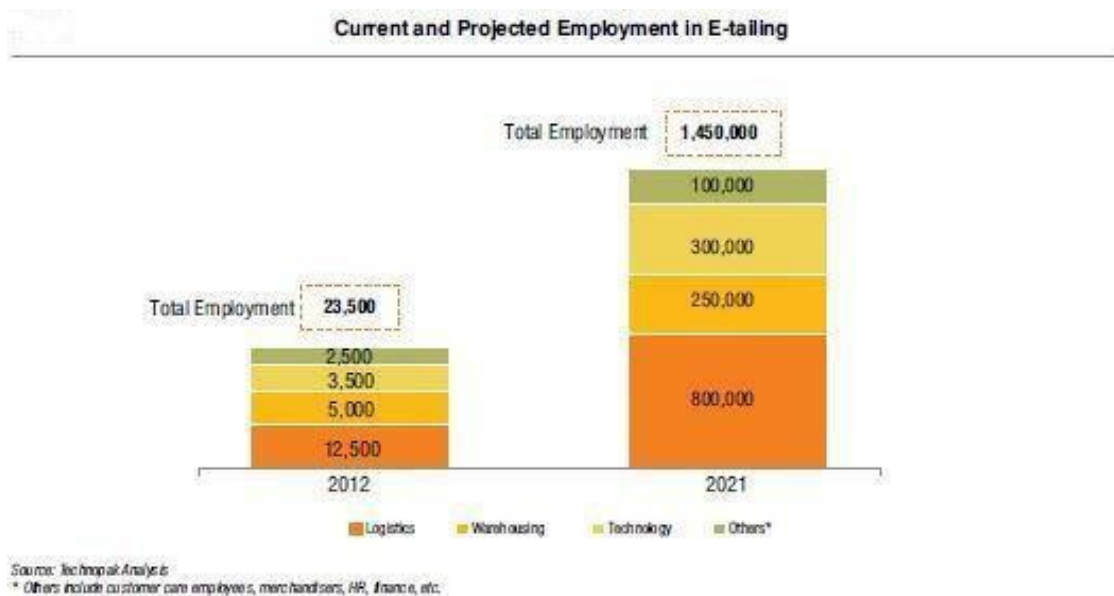 Current and Projected Employment in E-tailing
Total Employment 1,450,000
100,000
300,000
250,000
800,000
Total Employment 23,500
2,500
3,500
5,000
12,500
2012 2021
Logistics Warehousing Technology Others*
Source: Technopak Analysis
* Others include customer care employees, merchandisers, HR, finance, etc.